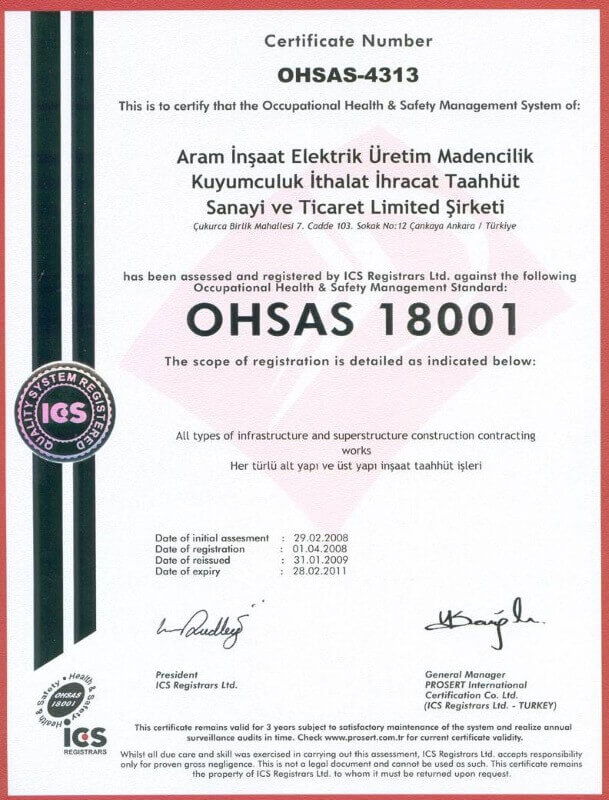 Certificate Number
OHSAS-4313
This is to certify that the Occupational Health & Safety Management System of:
Aram İnşaat Elektrik Üretim Madencilik
Kuyumculuk İthalat İhracat Taahhüt
Sanayi ve Ticaret Limited Şirketi
Çukurca Birlik Mahallesi 7. Cadde 103. Sokak No:12 Çankaya Ankara / Türkiye
has been assessed and registered by ICS Registrars Ltd. against the following
Occupational Health & Safety Management Standard:
OHSAS 18001
The scope of registration is detailed as indicated below:
QUALITY SYSTEM REGISTERED
ICS
All types of infrastructure and superstructure construction contracting
works
Her türlü alt yapı ve üst yapı inşaat taahhüt işleri
Date of initial assesment : 29.02.2008
Date of registration : 01.04.2008
Date of reissued : 31.01.2009
Date of expiry : 28.02.2011
President
ICS Registrars Ltd.
General Manager
PROSERT International
Certification Co. Ltd.
(ICS Registrars Ltd. - TURKEY)
Health & Safety • Health & Safety •
OHSAS
18001
ICS
REGISTRARS
This certificate remains valid for 3 years subject to satisfactory maintenance of the system and realize annual
surveillance audits in time. Check www.prosert.com.tr for current certificate validity.
Whilst all due care and skill was exercised in carrying out this assessment, ICS Registrars Ltd. accepts responsibility
only for proven gross negligence. This is not a legal document and cannot be used as such. This certificate remains
the property of ICS Registrars Ltd. to whom it must be returned upon request.